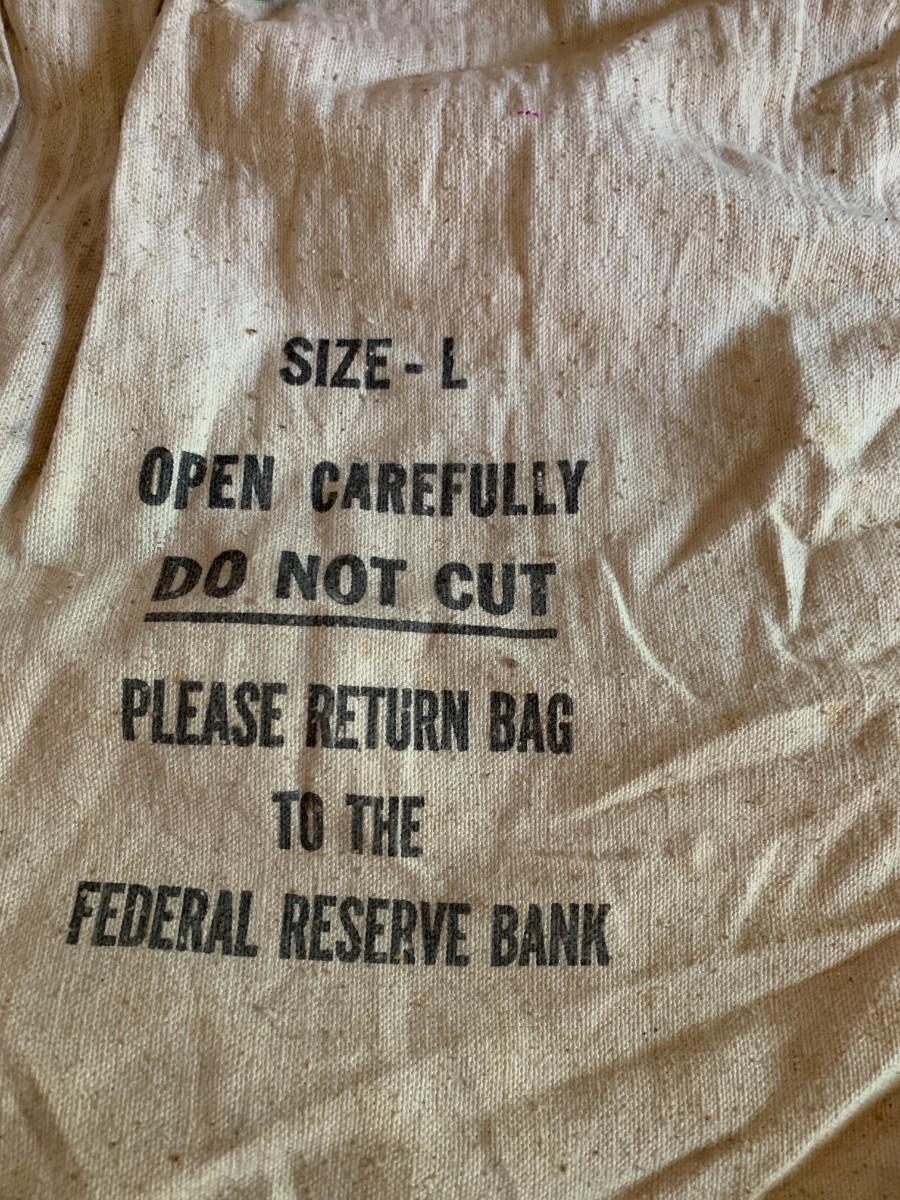 SIZE - L
OPEN CAREFULLY
DO NOT CUT
PLEASE RETURN BAG
TO THE
FEDERAL RESERVE BANK